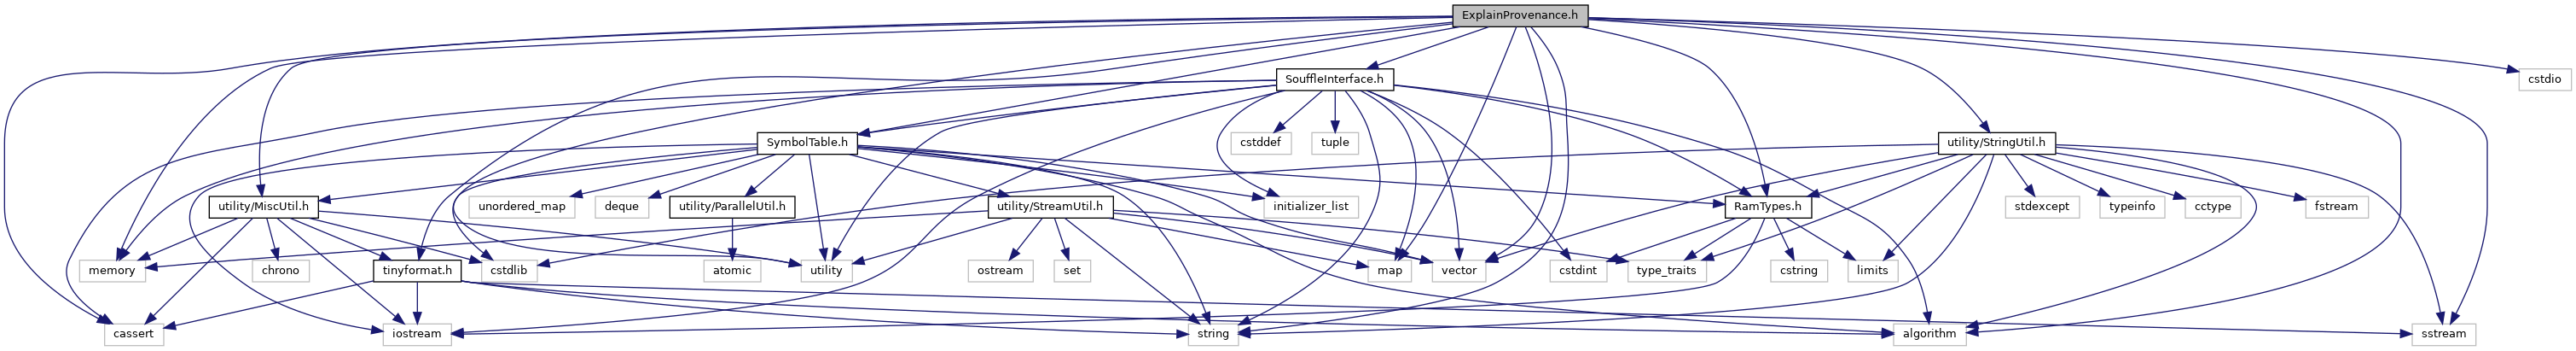 ExplainProvenance.h
SouffleInterface.h
cstdio
SymbolTable.h
cstddef
tuple
utility/StringUtil.h
utility/MiscUtil.h
unordered_map
deque
utility/ParallelUtil.h
utility/StreamUtil.h
initializer_list
RamTypes.h
stdexcept
typeinfo
cctype
fstream
memory
chrono
tinyformat.h
cstdlib
atomic
utility
ostream
set
map
vector
cstdint
type_traits
cstring
limits
cassert
iostream
string
algorithm
sstream